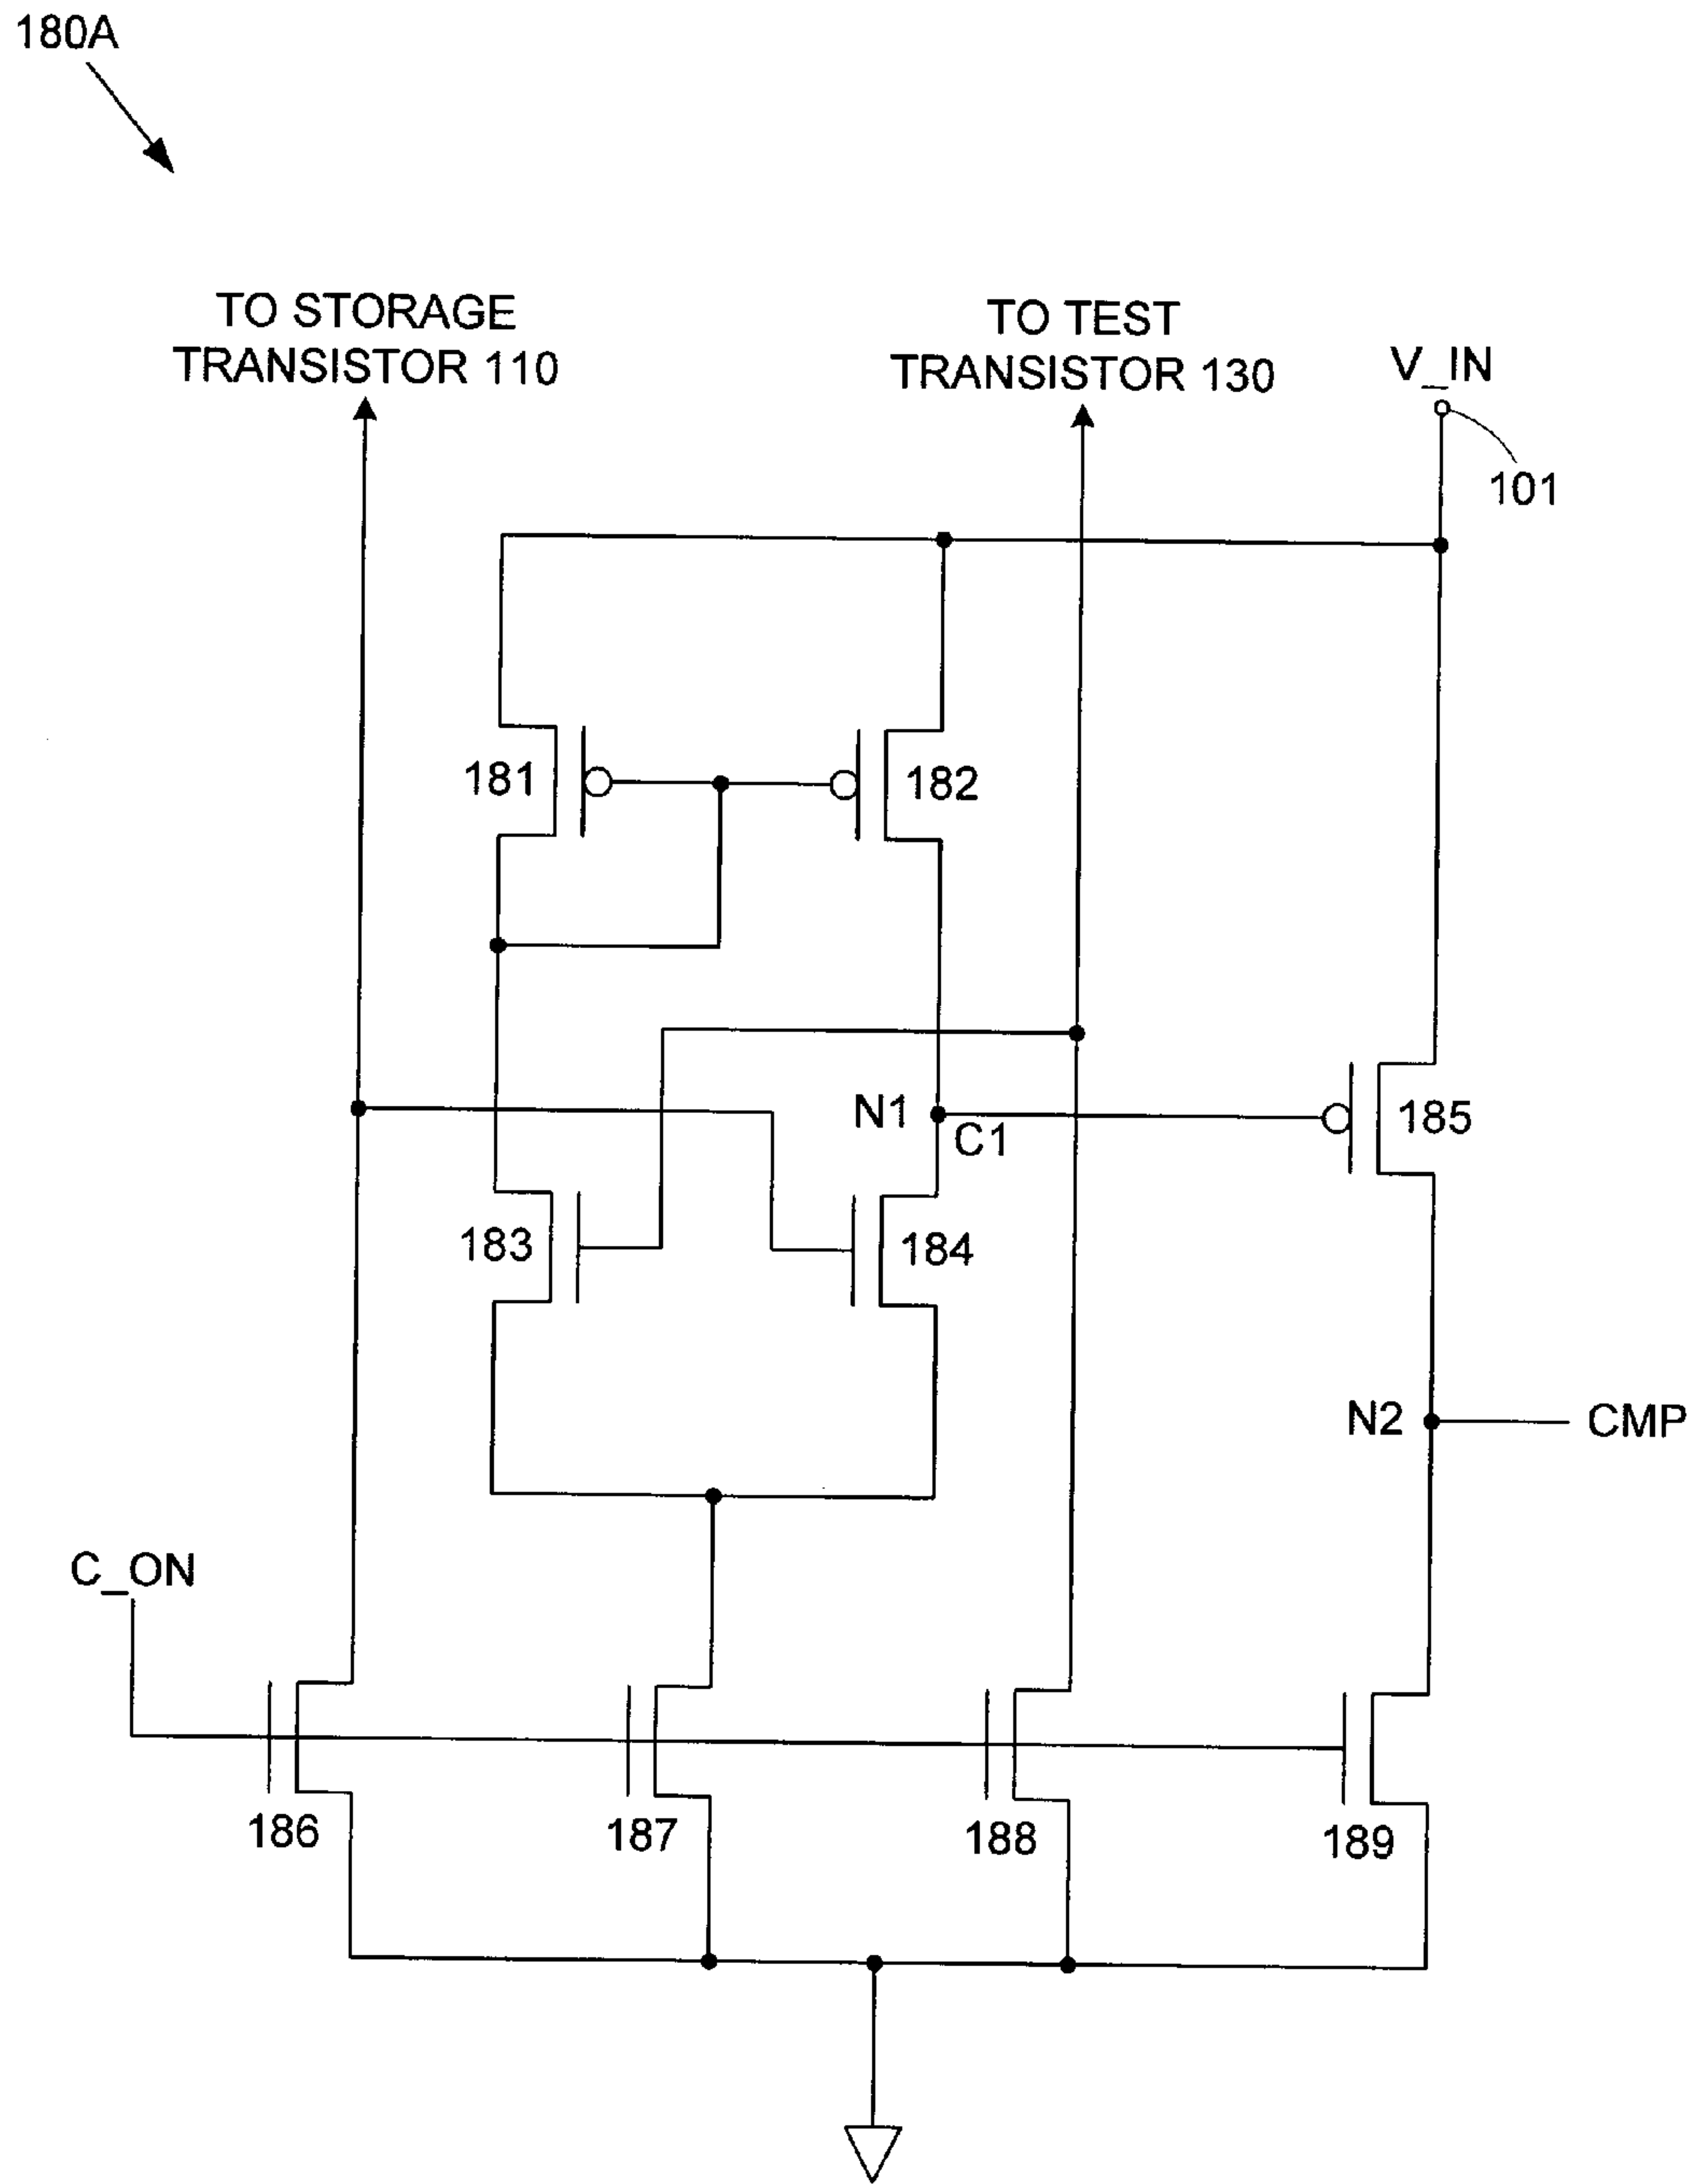 180A
TO STORAGE
TRANSISTOR 110
TO TEST
TRANSISTOR 130
V_IN
101
181
182
N1
C1
185
183
184
N2
CMP
C_ON
186
187
188
189